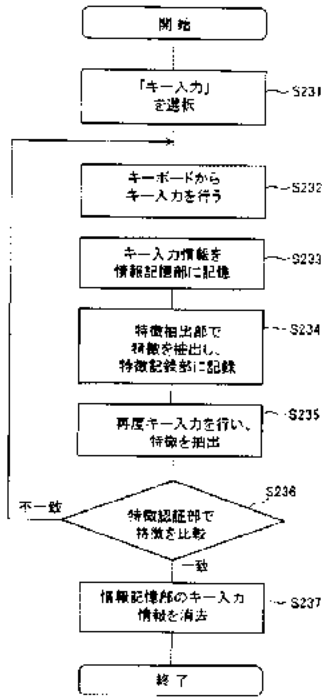 開始
「キー入力」
を選択
S231
キーボードから
キー入力を行う
S232
キー入力情報を
情報記憶部に記憶
S233
特徴抽出部で
特徴を抽出し、
特徴記録部に記録
S234
再度キー入力を行い、
特徴を抽出
S235
S236
不一致
特徴認証部で
特徴を比較
一致
情報記憶部のキー入力
情報を消去
S237
終了